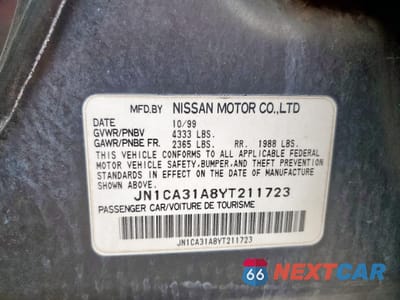 MFD.BY NISSAN MOTOR CO.,LTD
DATE 10/99
GVWR/PNBV 4333 LBS.
GAWR/PNBE FR. 2365 LBS. RR. 1988 LBS.
THIS VEHICLE CONFORMS TO ALL APPLICABLE FEDERAL
MOTOR VEHICLE SAFETY, BUMPER, AND THEFT PREVENTION
STANDARDS IN EFFECT ON THE DATE OF MANUFACTURE
SHOWN ABOVE.
JN1CA31A8YT211723
PASSENGER CAR/VOITURE DE TOURISME
JN1CA31A8YT211723
66 NEXTCAR